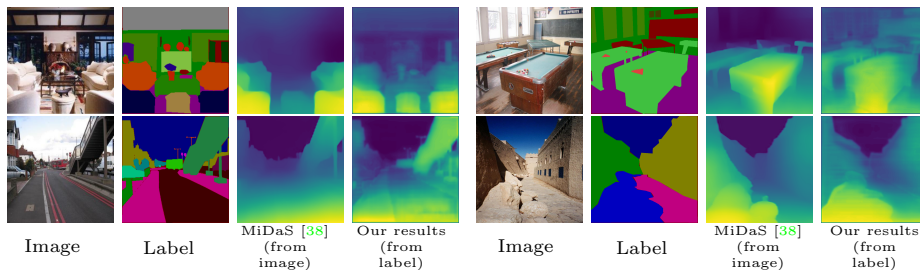 Image
Label
MiDaS [38]
(from
image)
Our results
(from
label)
Image
Label
MiDaS [38]
(from
image)
Our results
(from
label)